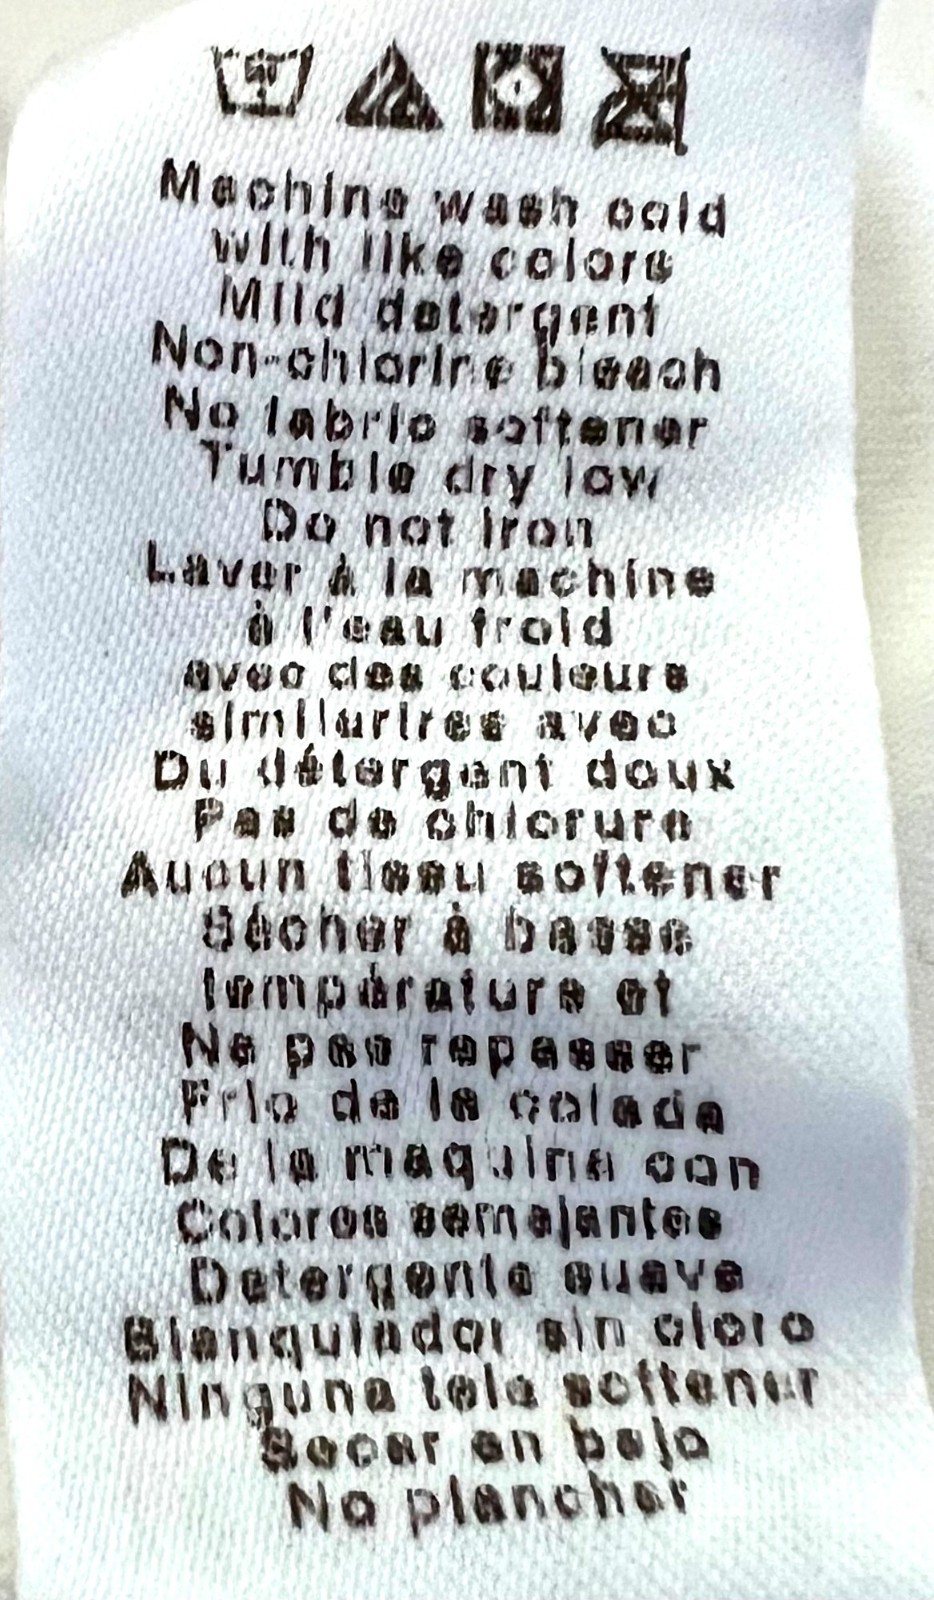 Machine wash cold
with like colors
Mild detergent
Non-chlorine bleach
No fabric softener
Tumble dry low
Do not iron
Laver à la machine
à l'eau froid
avec des couleurs
similarires avec
Du détergent doux
Pas de chlorure
Aucun tissu softener
Sécher à basse
température et
Ne pas repasser
Frio de la colada
De la maquina con
Colores semejantes
Detergente suave
Blanquiador sin cloro
Ninguna tela softener
Secar en bajo
No planchar